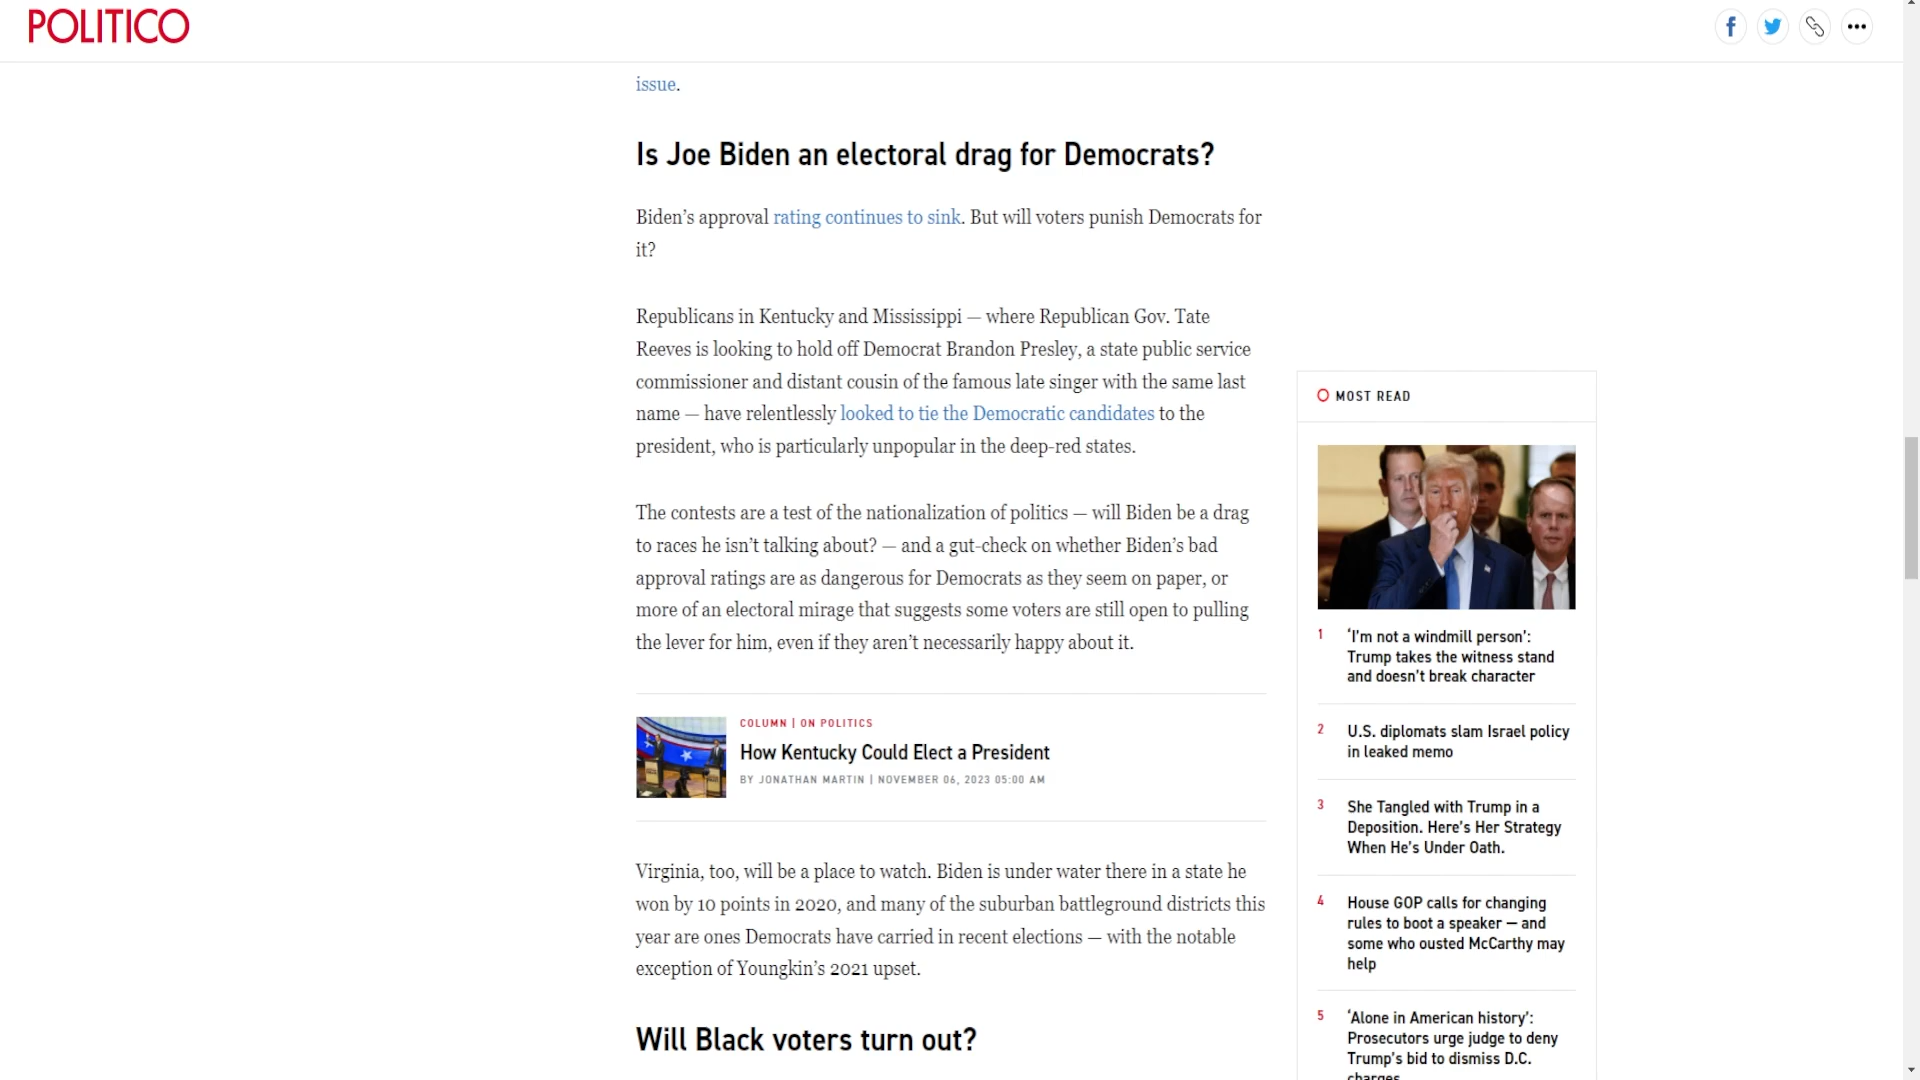 POLITICO
issue.
Is Joe Biden an electoral drag for Democrats?
Biden’s approval rating continues to sink. But will voters punish Democrats for
it?
Republicans in Kentucky and Mississippi — where Republican Gov. Tate
Reeves is looking to hold off Democrat Brandon Presley, a state public service
commissioner and distant cousin of the famous late singer with the same last
name — have relentlessly looked to tie the Democratic candidates to the
president, who is particularly unpopular in the deep-red states.
The contests are a test of the nationalization of politics — will Biden be a drag
to races he isn’t talking about? — and a gut-check on whether Biden’s bad
approval ratings are as dangerous for Democrats as they seem on paper, or
more of an electoral mirage that suggests some voters are still open to pulling
the lever for him, even if they aren’t necessarily happy about it.
COLUMN | ON POLITICS
How Kentucky Could Elect a President
BY JONATHAN MARTIN | NOVEMBER 06, 2023 05:00 AM
Virginia, too, will be a place to watch. Biden is under water there in a state he
won by 10 points in 2020, and many of the suburban battleground districts this
year are ones Democrats have carried in recent elections — with the notable
exception of Youngkin’s 2021 upset.
Will Black voters turn out?
MOST READ
1 ‘I’m not a windmill person’:
Trump takes the witness stand
and doesn’t break character
2 U.S. diplomats slam Israel policy
in leaked memo
3 She Tangled with Trump in a
Deposition. Here’s Her Strategy
When He’s Under Oath.
4 House GOP calls for changing
rules to boot a speaker — and
some who ousted McCarthy may
help
5 ‘Alone in American history’:
Prosecutors urge judge to deny
Trump’s bid to dismiss D.C.
charges